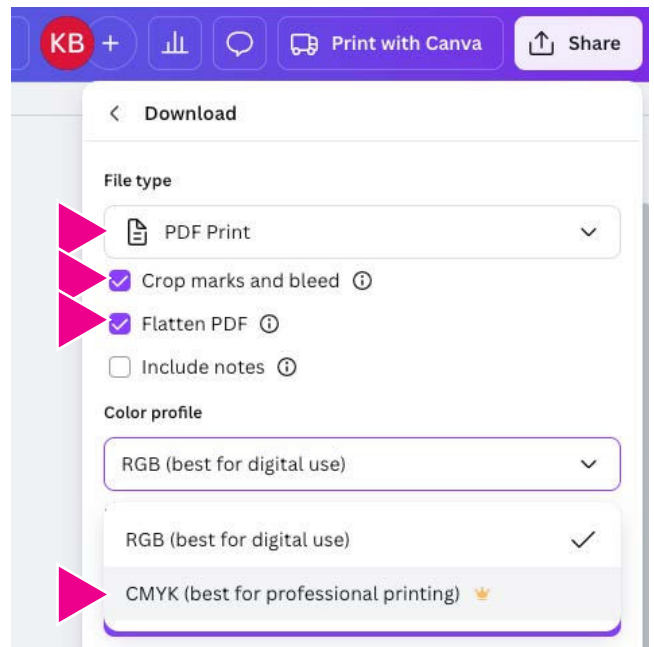 KB
+
Print with Canva
Share
Download
File type
PDF Print
Crop marks and bleed
Flatten PDF
Include notes
Color profile
RGB (best for digital use)
RGB (best for digital use)
CMYK (best for professional printing)